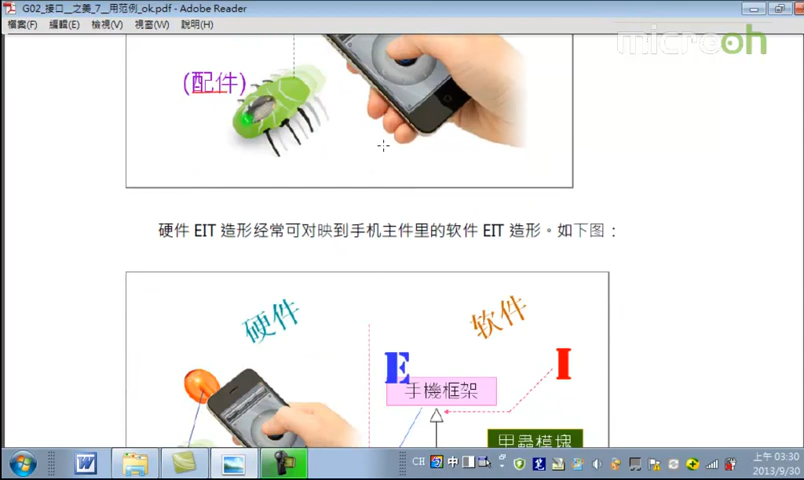 G02_接口__之美_7__用范例_ok.pdf - Adobe Reader
檔案(F) 編輯(E) 檢視(V) 視窗(W) 說明(H)
microoh
(配件)
硬件 EIT 造形经常可对映到手机主件里的软件 EIT 造形。如下图：
硬件
软件
E
I
手機框架
甲蟲模塊
CH
中
上午 03:30
2013/9/30